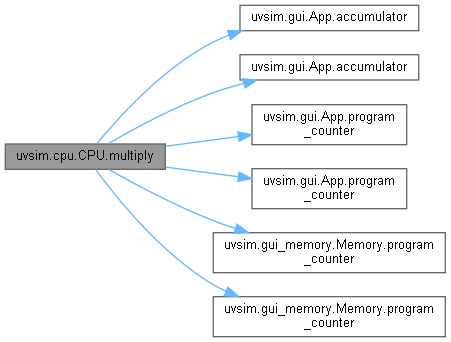 uvsim.gui.App.accumulator
uvsim.gui.App.accumulator
uvsim.gui.App.program
_counter
uvsim.cpu.CPU.multiply
uvsim.gui.App.program
_counter
uvsim.gui_memory.Memory.program
_counter
uvsim.gui_memory.Memory.program
_counter